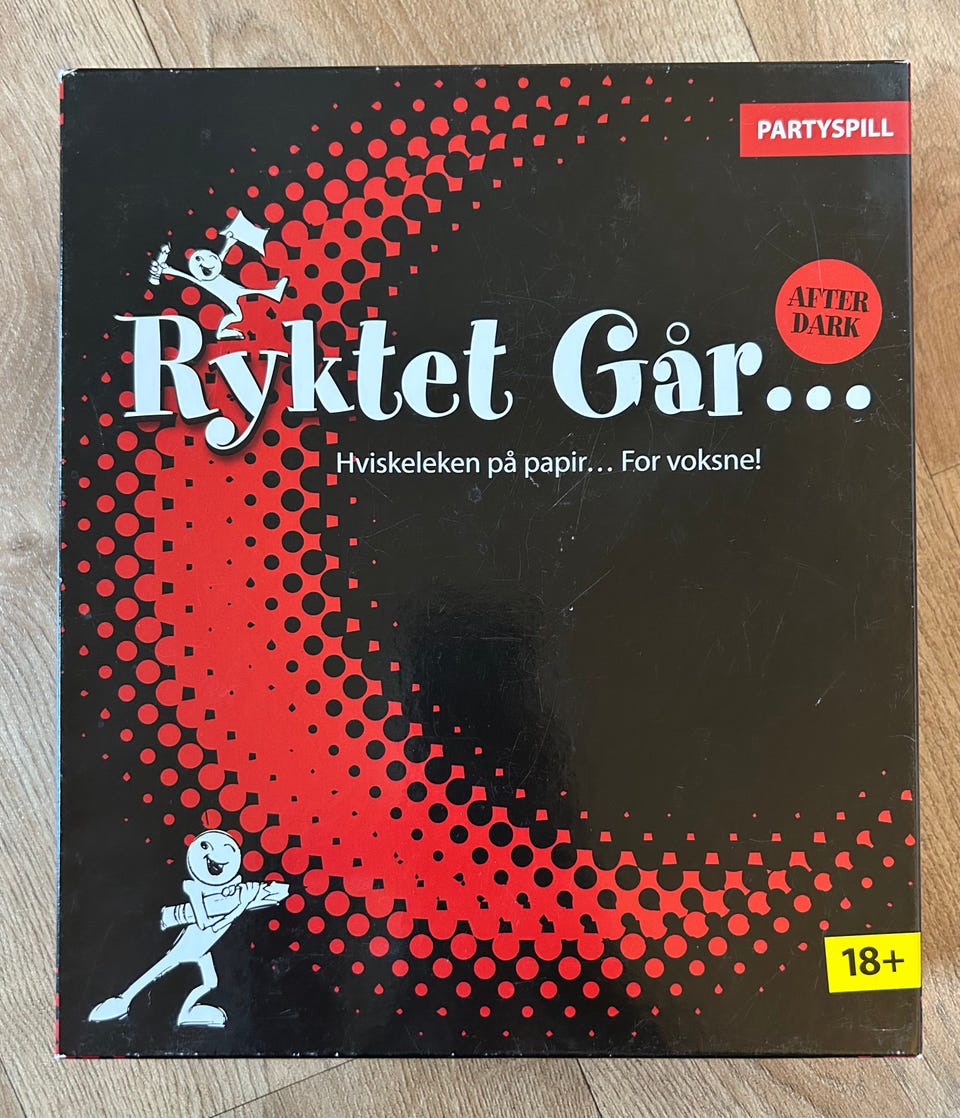 PARTYSPILL
AFTER
DARK
Ryktet Går...
Hviskeleken på papir... For voksne!
18+